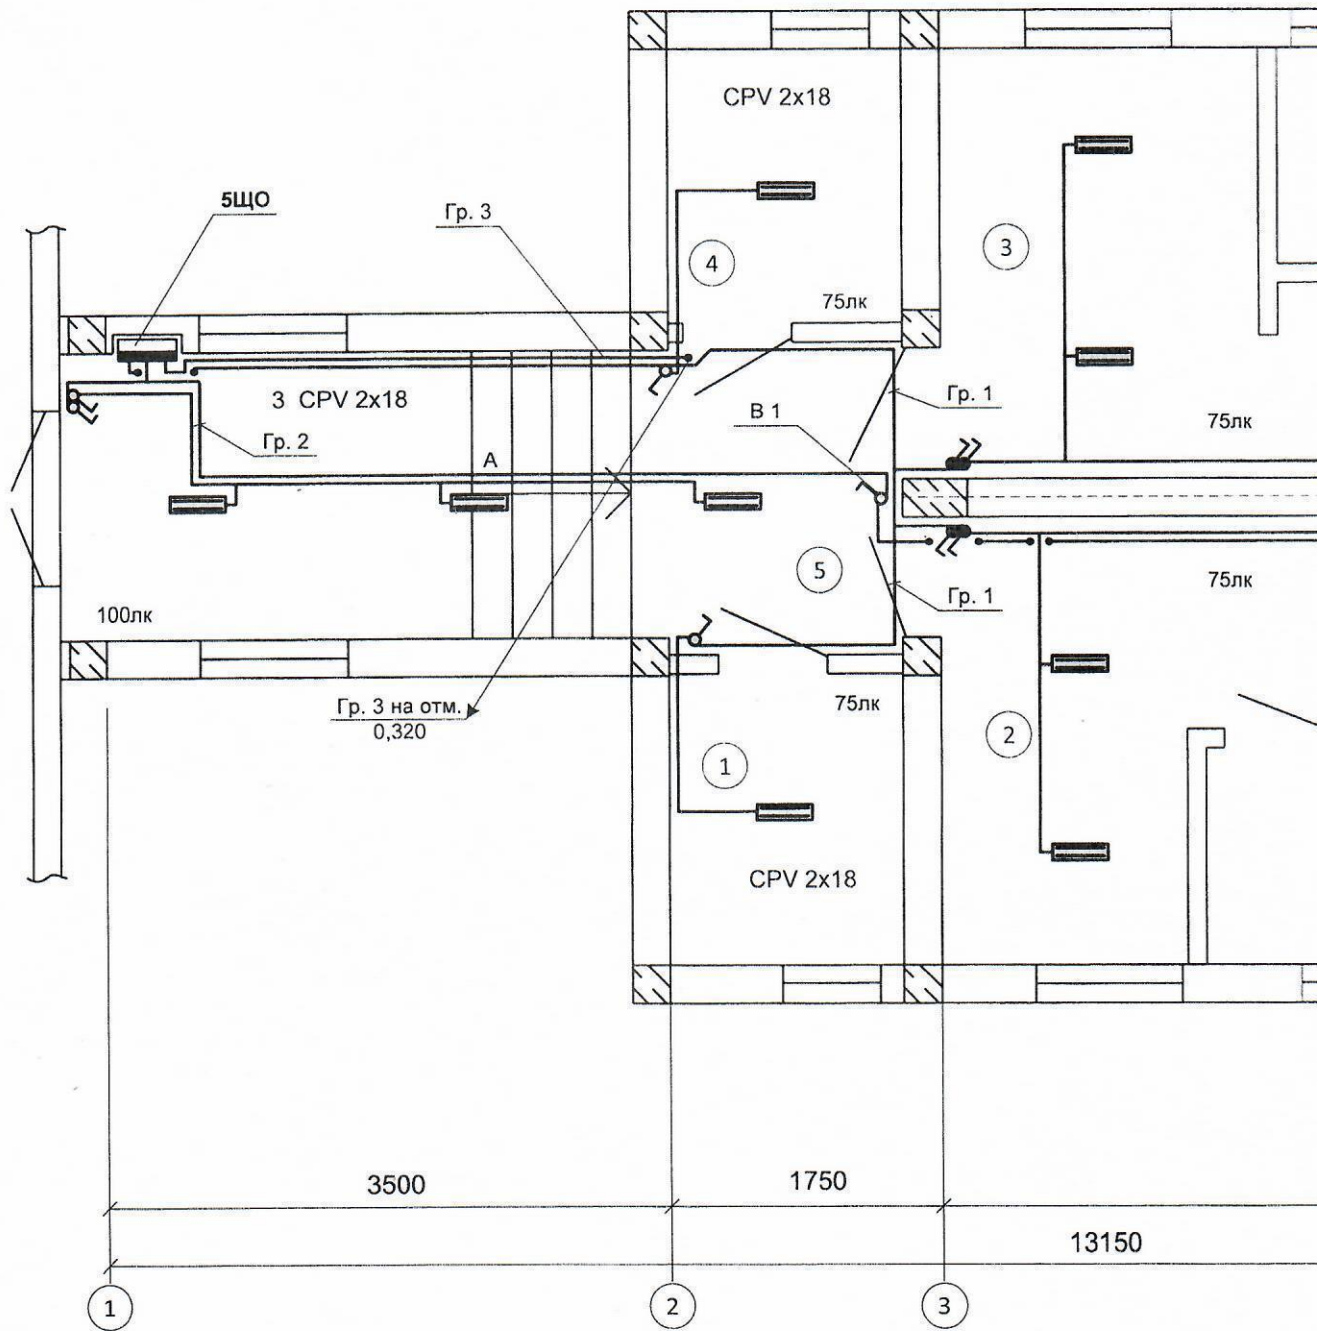 CPV 2x18
5ЩО
Гр. 3
4
3
75лк
3 CPV 2x18
В 1
Гр. 1
75лк
Гр. 2
А
5
75лк
Гр. 1
100лк
Гр. 3 на отм.
0,320
75лк
2
1
CPV 2x18
3500
1750
13150
1
2
3